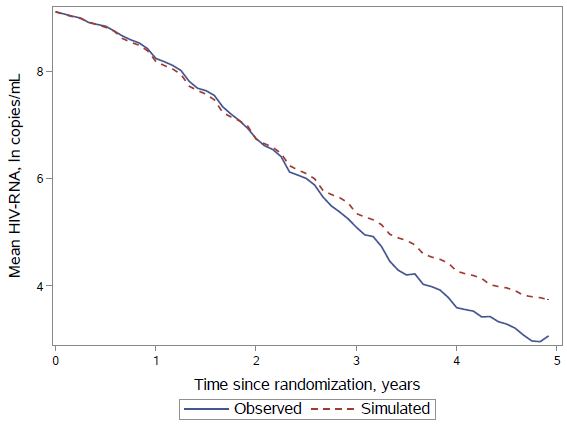 Mean HIV-RNA, ln copies/mL
8
6
4
0 1 2 3 4 5
Time since randomization, years
Observed Simulated